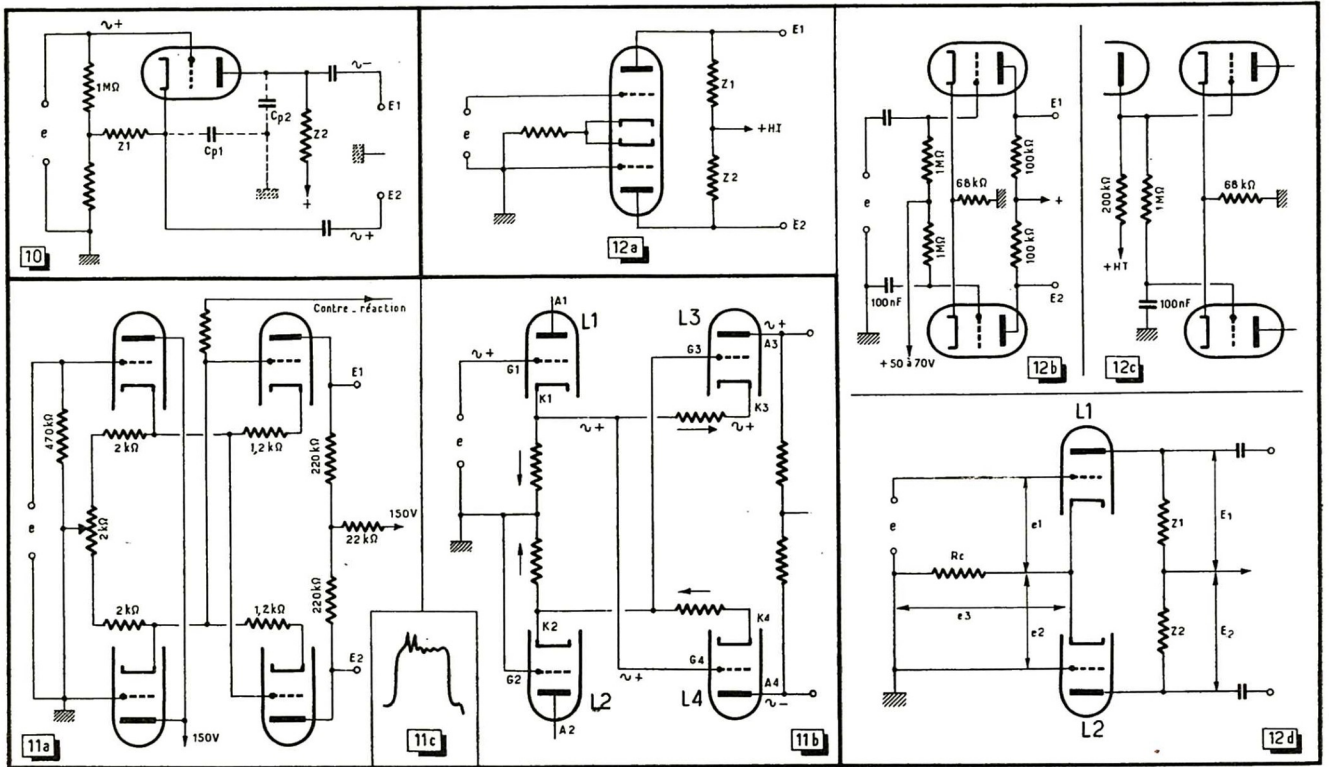 ∿+
1MΩ
e
Z1
Cp1
Cp2
Z2
∿-
E1
E2
+
∿+
10
E1
Z1
e
+HT
Z2
E2
12a
E1
1MΩ
100kΩ
e
68kΩ
+
1MΩ
100kΩ
100nF
E2
+50 à 70V
12b
200kΩ
1MΩ
68kΩ
+HT
100nF
12c
Contre-réaction
E1
470kΩ
2kΩ
1,2kΩ
220kΩ
e
2kΩ
150V
22kΩ
220kΩ
2kΩ
1,2kΩ
E2
150V
11a
11c
A1
L1
L3
∿+
A3
∿+
G1
G3
K1
K3
∿+
∿+
e
K2
K4
G2
G4
∿+
A4
∿-
L2
L4
A2
11b
L1
e
e1
Z1
E1
Rc
e3
e2
Z2
E2
L2
12d